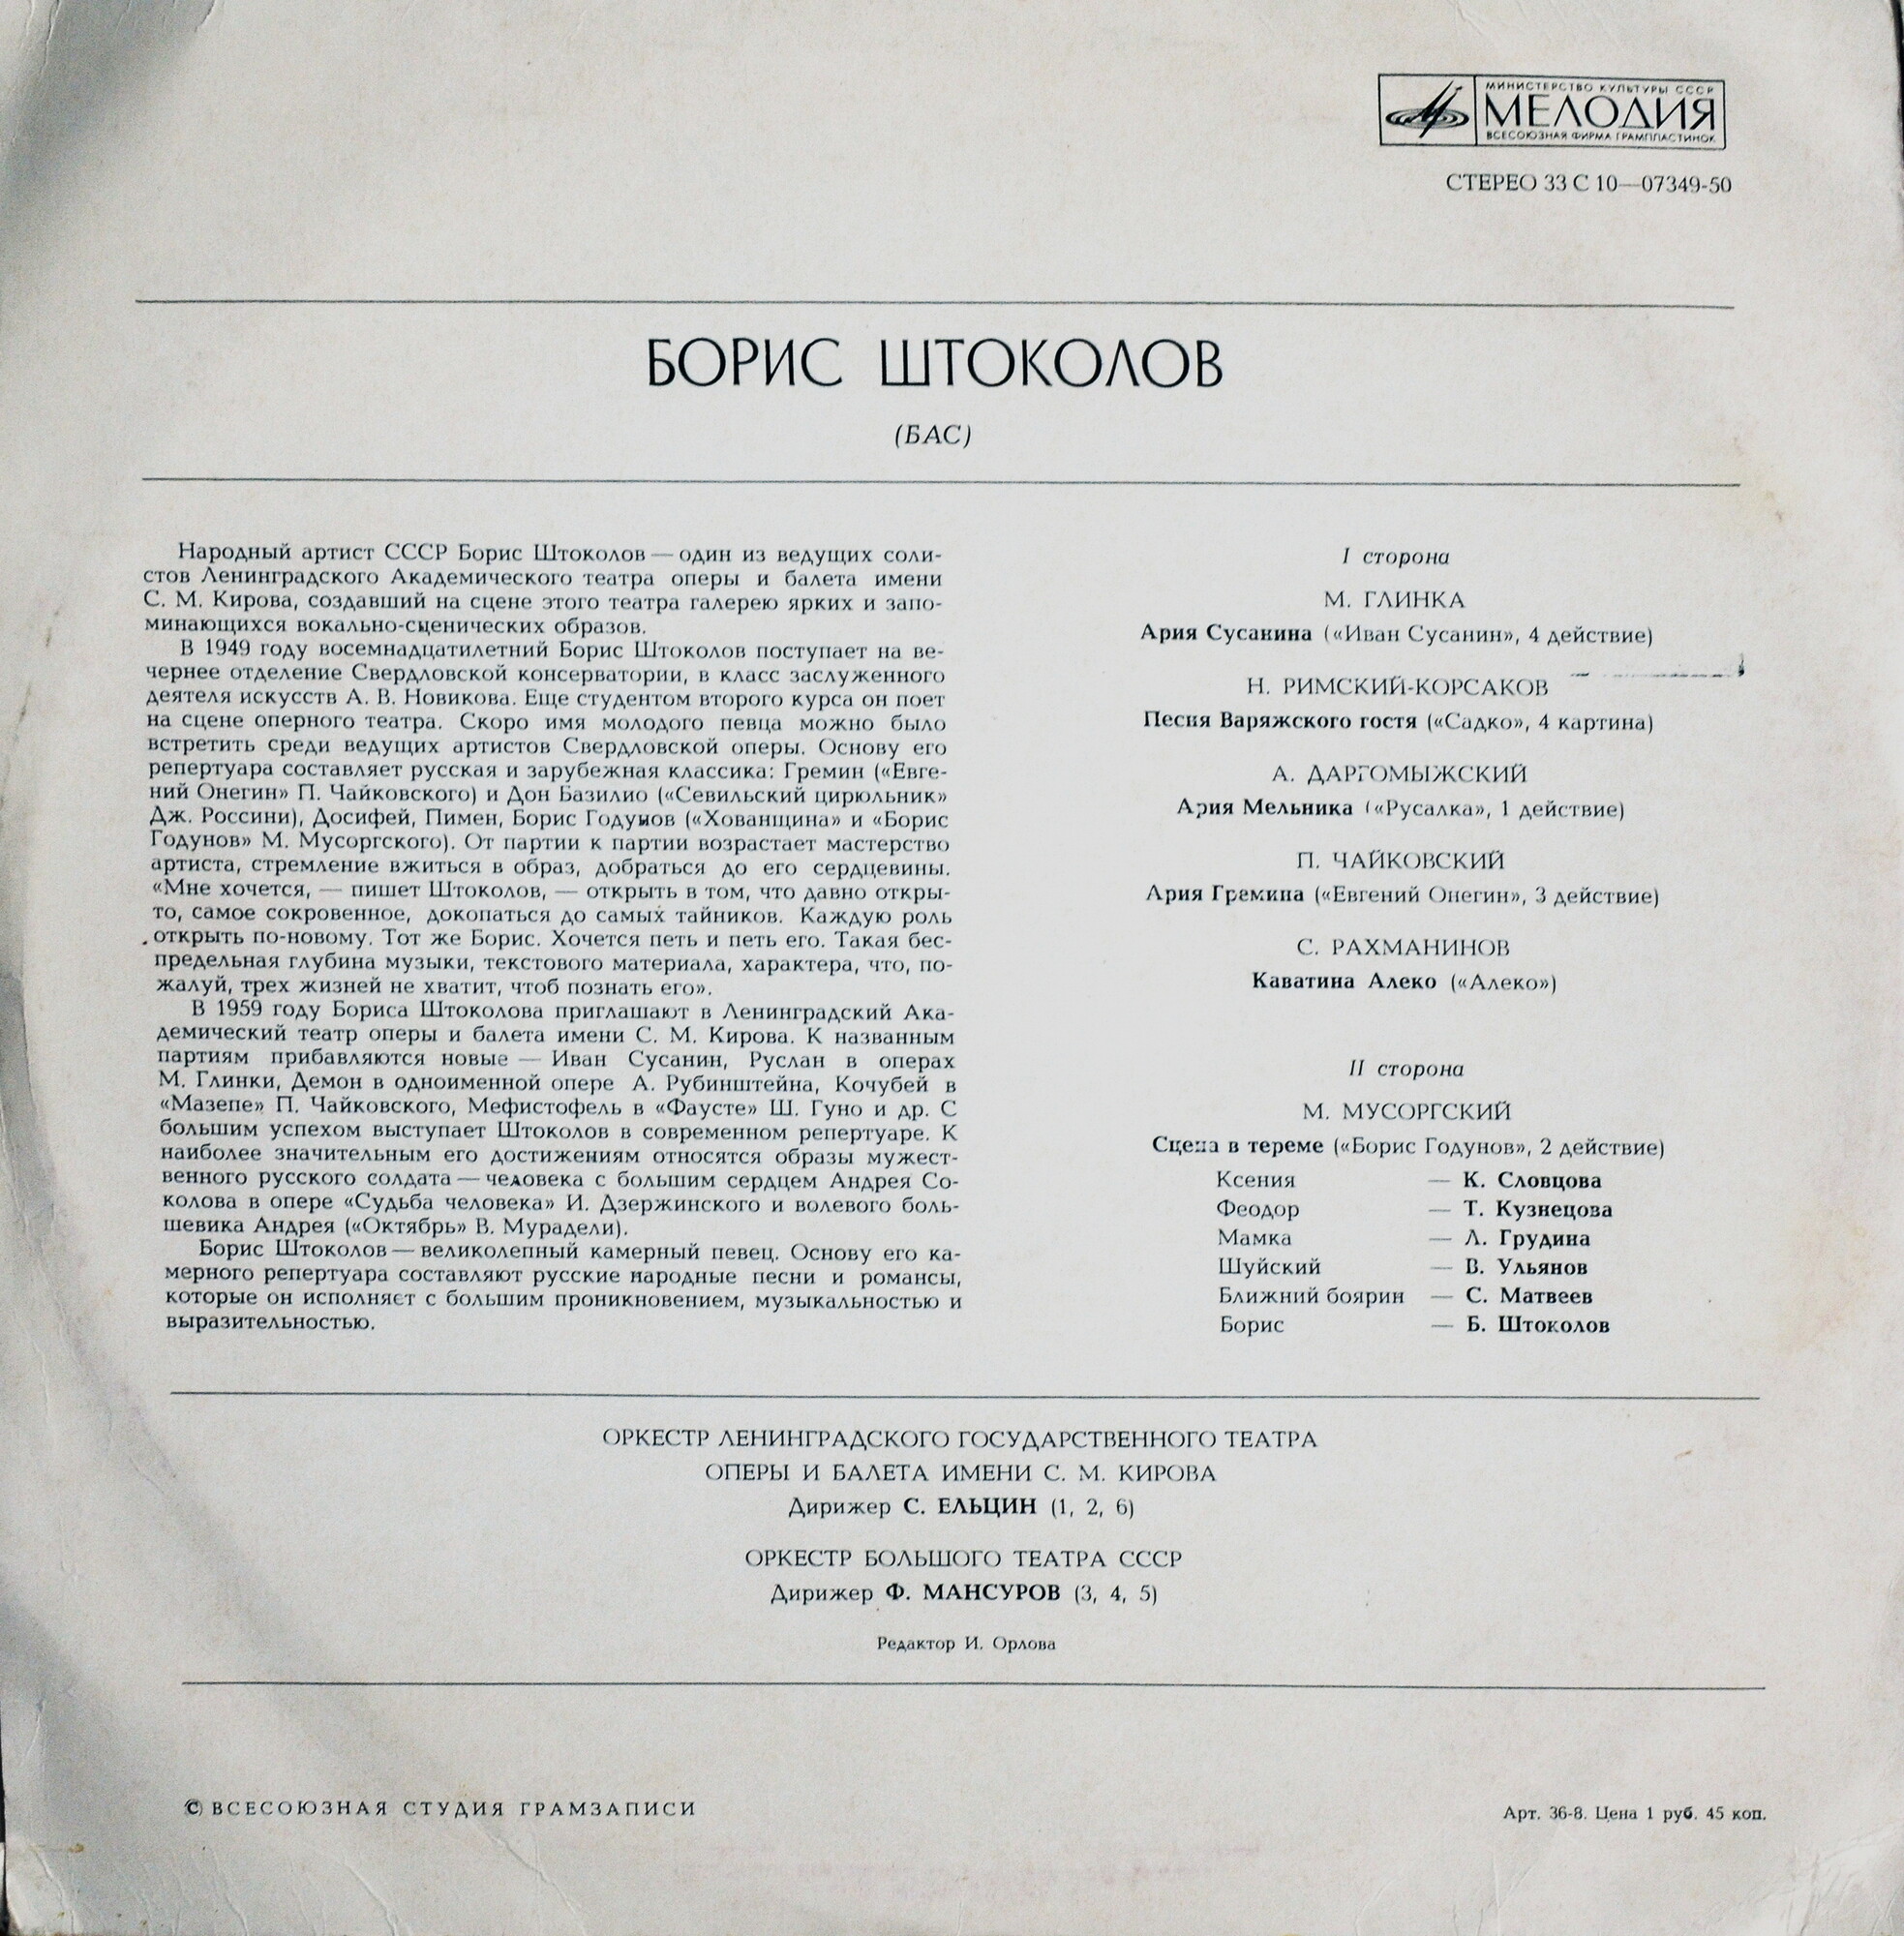 МИНИСТЕРСТВО КУЛЬТУРЫ СССР
МЕЛОДИЯ
ВСЕСОЮЗНАЯ ФИРМА ГРАМПЛАСТИНОК
СТЕРЕО 33 С 10—07349-50
БОРИС ШТОКОЛОВ
(БАС)
Народный артист СССР Борис Штоколов — один из ведущих соли-
стов Ленинградского Академического театра оперы и балета имени
С. М. Кирова, создавший на сцене этого театра галерею ярких и запо-
минающихся вокально-сценических образов.
В 1949 году восемнадцатилетний Борис Штоколов поступает на ве-
чернее отделение Свердловской консерватории, в класс заслуженного
деятеля искусств А. В. Новикова. Еще студентом второго курса он поет
на сцене оперного театра. Скоро имя молодого певца можно было
встретить среди ведущих артистов Свердловской оперы. Основу его
репертуара составляет русская и зарубежная классика: Гремин («Евге-
ний Онегин» П. Чайковского) и Дон Базилио («Севильский цирюльник»
Дж. Россини), Досифей, Пимен, Борис Годунов («Хованщина» и «Борис
Годунов» М. Мусоргского). От партии к партии возрастает мастерство
артиста, стремление вжиться в образ, добраться до его сердцевины.
«Мне хочется, — пишет Штоколов, — открыть в том, что давно откры-
то, самое сокровенное, докопаться до самых тайников. Каждую роль
открыть по-новому. Тот же Борис. Хочется петь и петь его. Такая бес-
предельная глубина музыки, текстового материала, характера, что, по-
жалуй, трех жизней не хватит, чтоб познать его».
В 1959 году Бориса Штоколова приглашают в Ленинградский Ака-
демический театр оперы и балета имени С. М. Кирова. К названным
партиям прибавляются новые — Иван Сусанин, Руслан в операх
М. Глинки, Демон в одноименной опере А. Рубинштейна, Кочубей в
«Мазепе» П. Чайковского, Мефистофель в «Фаусте» Ш. Гуно и др. С
большим успехом выступает Штоколов в современном репертуаре. К
наиболее значительным его достижениям относятся образы мужест-
венного русского солдата — человека с большим сердцем Андрея Со-
колова в опере «Судьба человека» И. Дзержинского и волевого боль-
шевика Андрея («Октябрь» В. Мурадели).
Борис Штоколов — великолепный камерный певец. Основу его ка-
мерного репертуара составляют русские народные песни и романсы,
которые он исполняет с большим проникновением, музыкальностью и
выразительностью.
I сторона
М. ГЛИНКА
Ария Сусанина («Иван Сусанин», 4 действие)
Н. РИМСКИЙ-КОРСАКОВ
Песня Варяжского гостя («Садко», 4 картина)
А. ДАРГОМЫЖСКИЙ
Ария Мельника («Русалка», 1 действие)
П. ЧАЙКОВСКИЙ
Ария Гремина («Евгений Онегин», 3 действие)
С. РАХМАНИНОВ
Каватина Алеко («Алеко»)
II сторона
М. МУСОРГСКИЙ
Сцена в тереме («Борис Годунов», 2 действие)
Ксения — К. Словцова
Феодор — Т. Кузнецова
Мамка — Л. Грудина
Шуйский — В. Ульянов
Ближний боярин — С. Матвеев
Борис — Б. Штоколов
ОРКЕСТР ЛЕНИНГРАДСКОГО ГОСУДАРСТВЕННОГО ТЕАТРА
ОПЕРЫ И БАЛЕТА ИМЕНИ С. М. КИРОВА
Дирижер С. ЕЛЬЦИН (1, 2, 6)
ОРКЕСТР БОЛЬШОГО ТЕАТРА СССР
Дирижер Ф. МАНСУРОВ (3, 4, 5)
Редактор И. Орлова
© ВСЕСОЮЗНАЯ СТУДИЯ ГРАМЗАПИСИ
Арт. 36-8. Цена 1 руб. 45 коп.